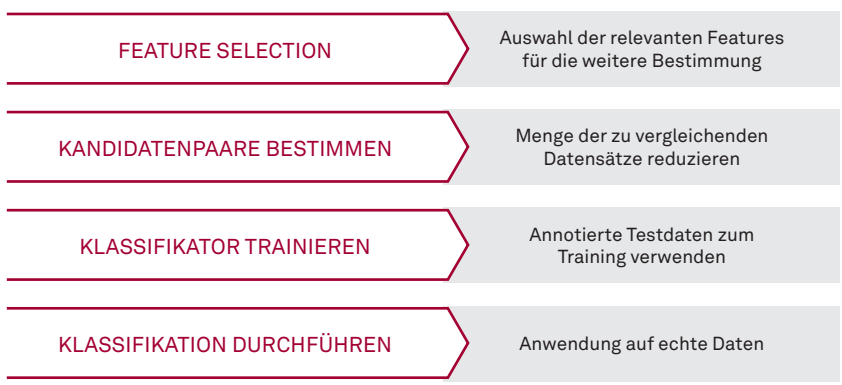 FEATURE SELECTION
Auswahl der relevanten Features
für die weitere Bestimmung
KANDIDATENPAARE BESTIMMEN
Menge der zu vergleichenden
Datensätze reduzieren
KLASSIFIKATOR TRAINIEREN
Annotierte Testdaten zum
Training verwenden
KLASSIFIKATION DURCHFÜHREN
Anwendung auf echte Daten